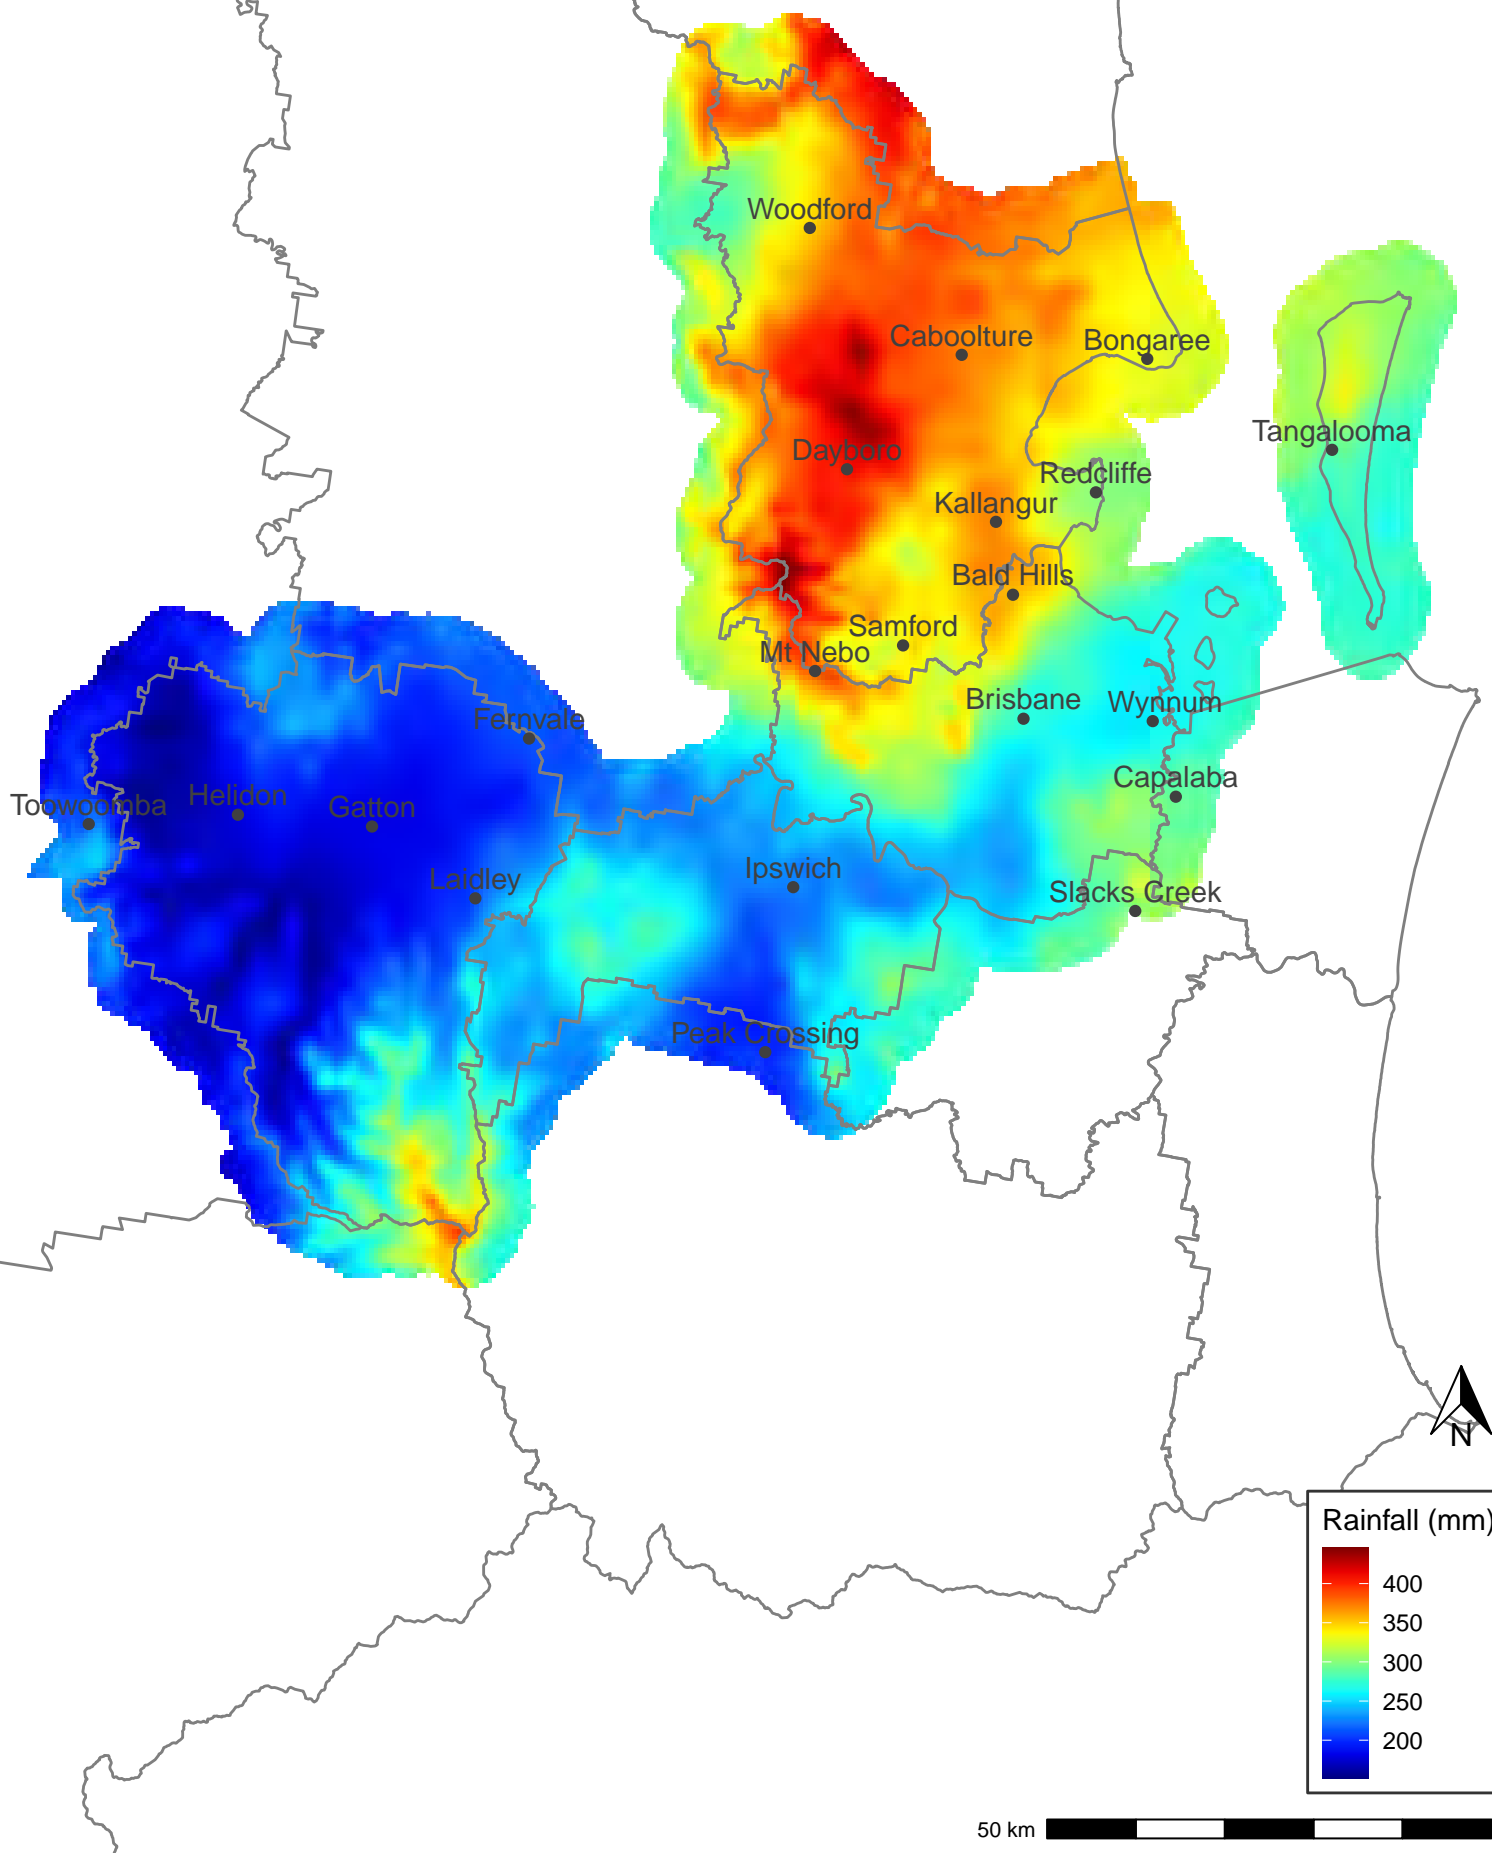 Woodford
Caboolture
Bongaree
Tangalooma
Dayboro
Redcliffe
Kallangur
Bald Hills
Samford
Mt Nebo
Brisbane
Wynnum
Fernvale
Capalaba
Toowoomba
Helidon
Gatton
Ipswich
Laidley
Slacks Creek
Peak Crossing
N
Rainfall (mm)
400
350
300
250
200
50 km